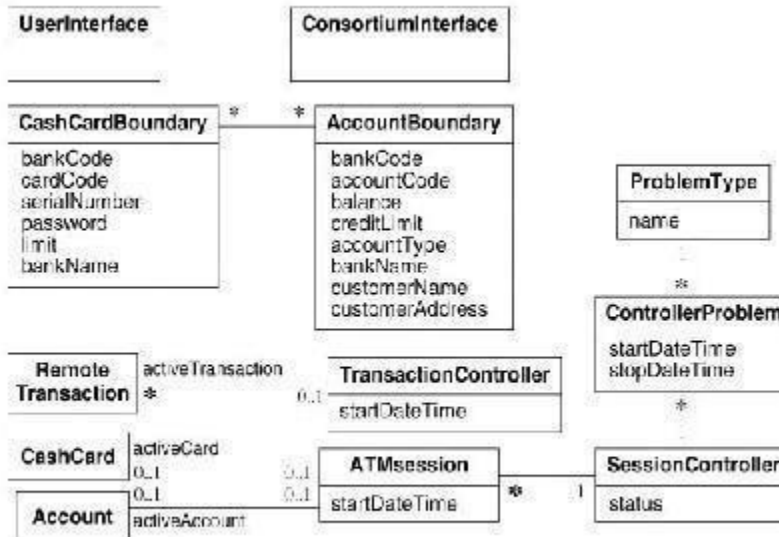 UserInterface
ConsortiumInterface
CashCardBoundary
*
*
AccountBoundary
bankCode
cardCode
serialNumber
password
limit
bankName
bankCode
accountCode
balance
creditLimit
accountType
bankName
customerName
customerAddress
ProblemType
name
*
ControllerProblem
startDateTime
stopDateTime
*
Remote
Transaction
activeTransaction
*
0..1
TransactionController
startDateTime
CashCard
activeCard
0..1
0..1
Account
0..1
0..1
activeAccount
ATMsession
startDateTime
*
1
SessionController
status